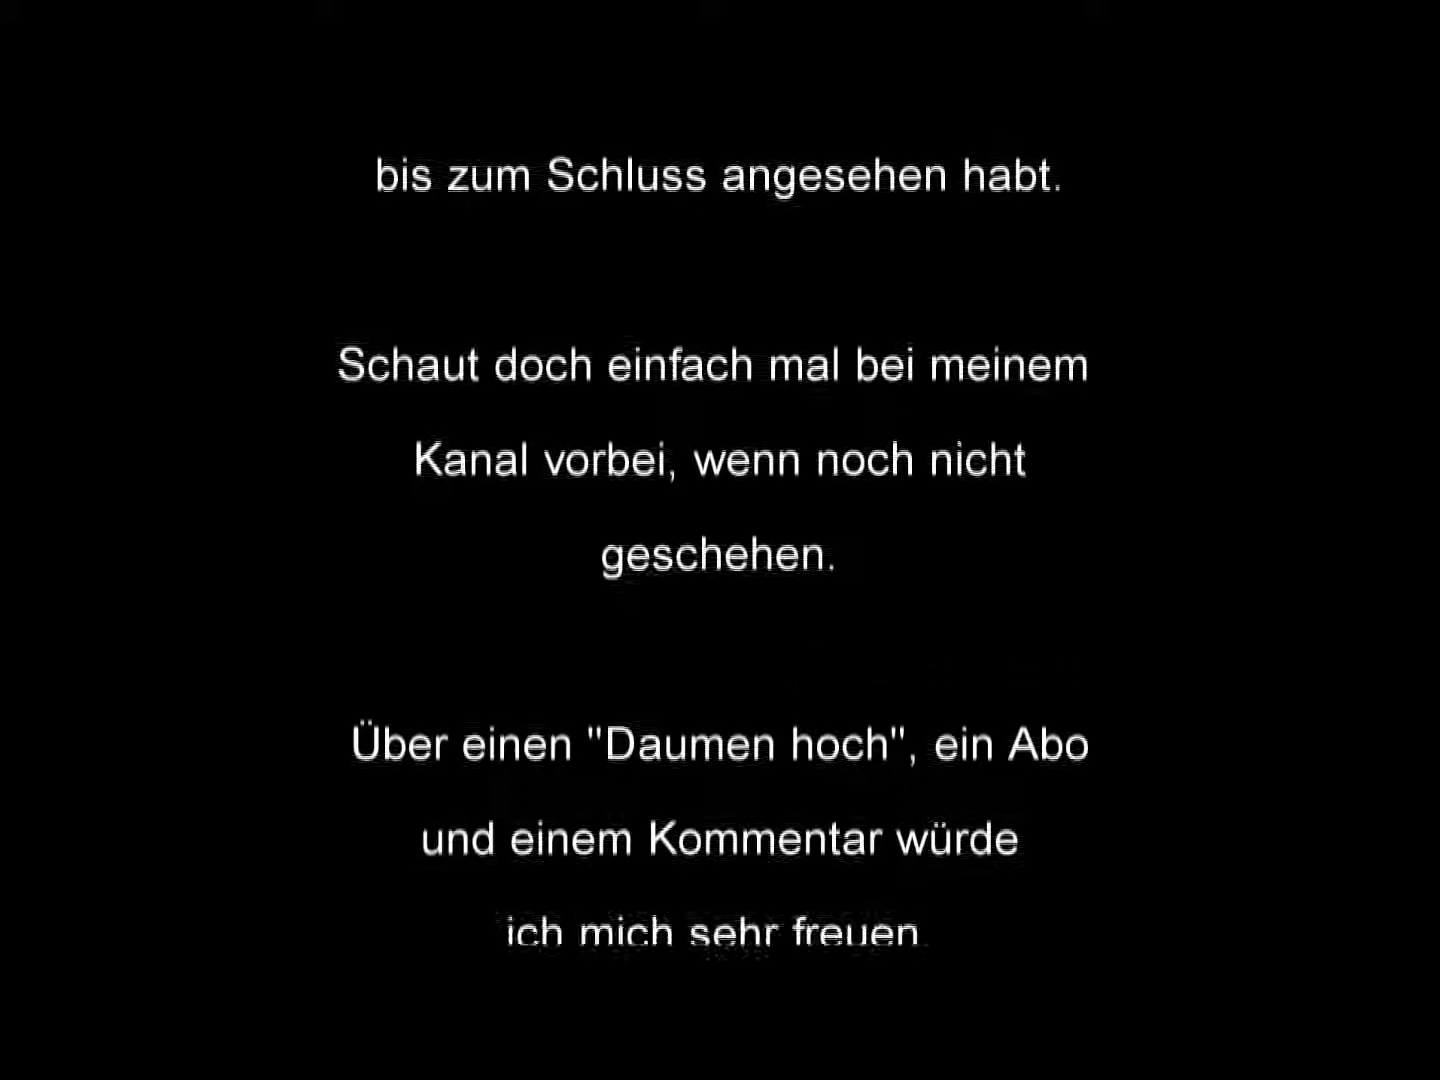 bis zum Schluss angesehen habt.
Schaut doch einfach mal bei meinem
Kanal vorbei, wenn noch nicht
geschehen.
Über einen "Daumen hoch", ein Abo
und einem Kommentar würde
ich mich sehr freuen.